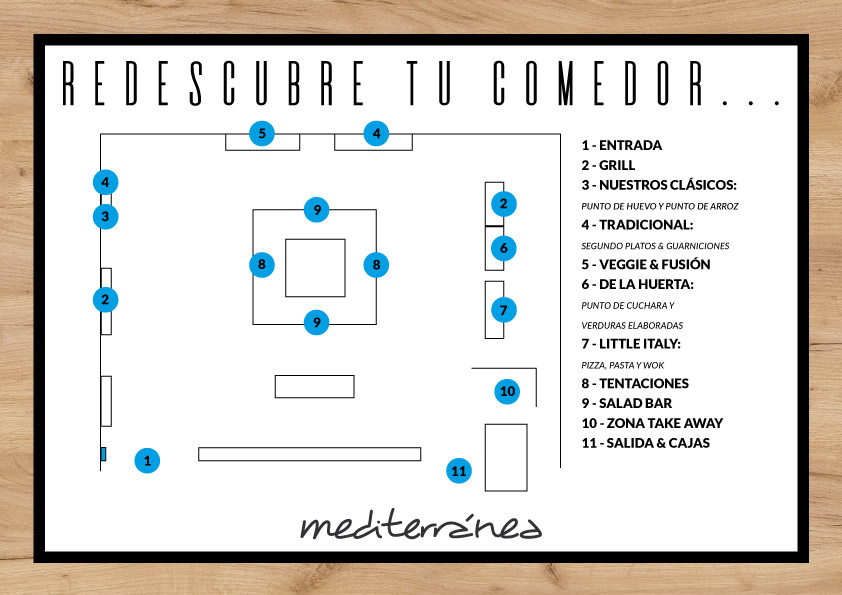 REDESCUBRE TU COMEDOR...
5
4
4
3
2
1
9
8
8
9
2
6
7
10
11
1 - ENTRADA
2 - GRILL
3 - NUESTROS CLÁSICOS:
PUNTO DE HUEVO Y PUNTO DE ARROZ
4 - TRADICIONAL:
SEGUNDO PLATOS & GUARNICIONES
5 - VEGGIE & FUSIÓN
6 - DE LA HUERTA:
PUNTO DE CUCHARA Y
VERDURAS ELABORADAS
7 - LITTLE ITALY:
PIZZA, PASTA Y WOK
8 - TENTACIONES
9 - SALAD BAR
10 - ZONA TAKE AWAY
11 - SALIDA & CAJAS
mediterránea